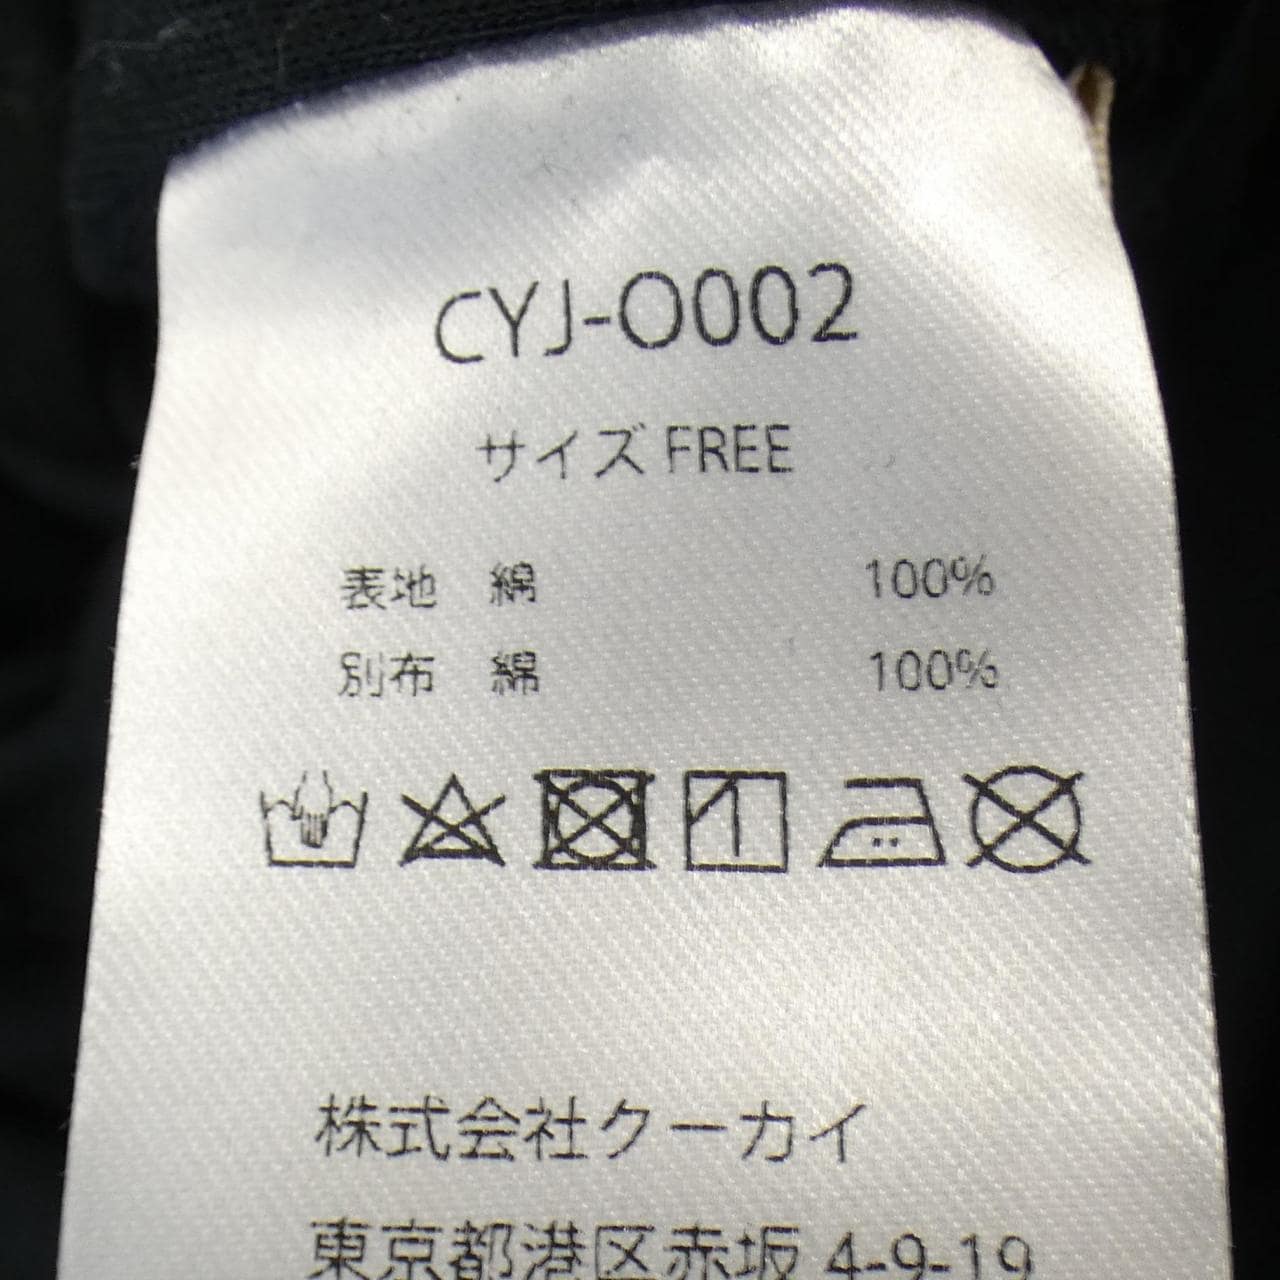 CYJ-O002
サイズ FREE
表地 綿 100%
別布 綿 100%
株式会社クーカイ
東京都港区赤坂 4-9-19